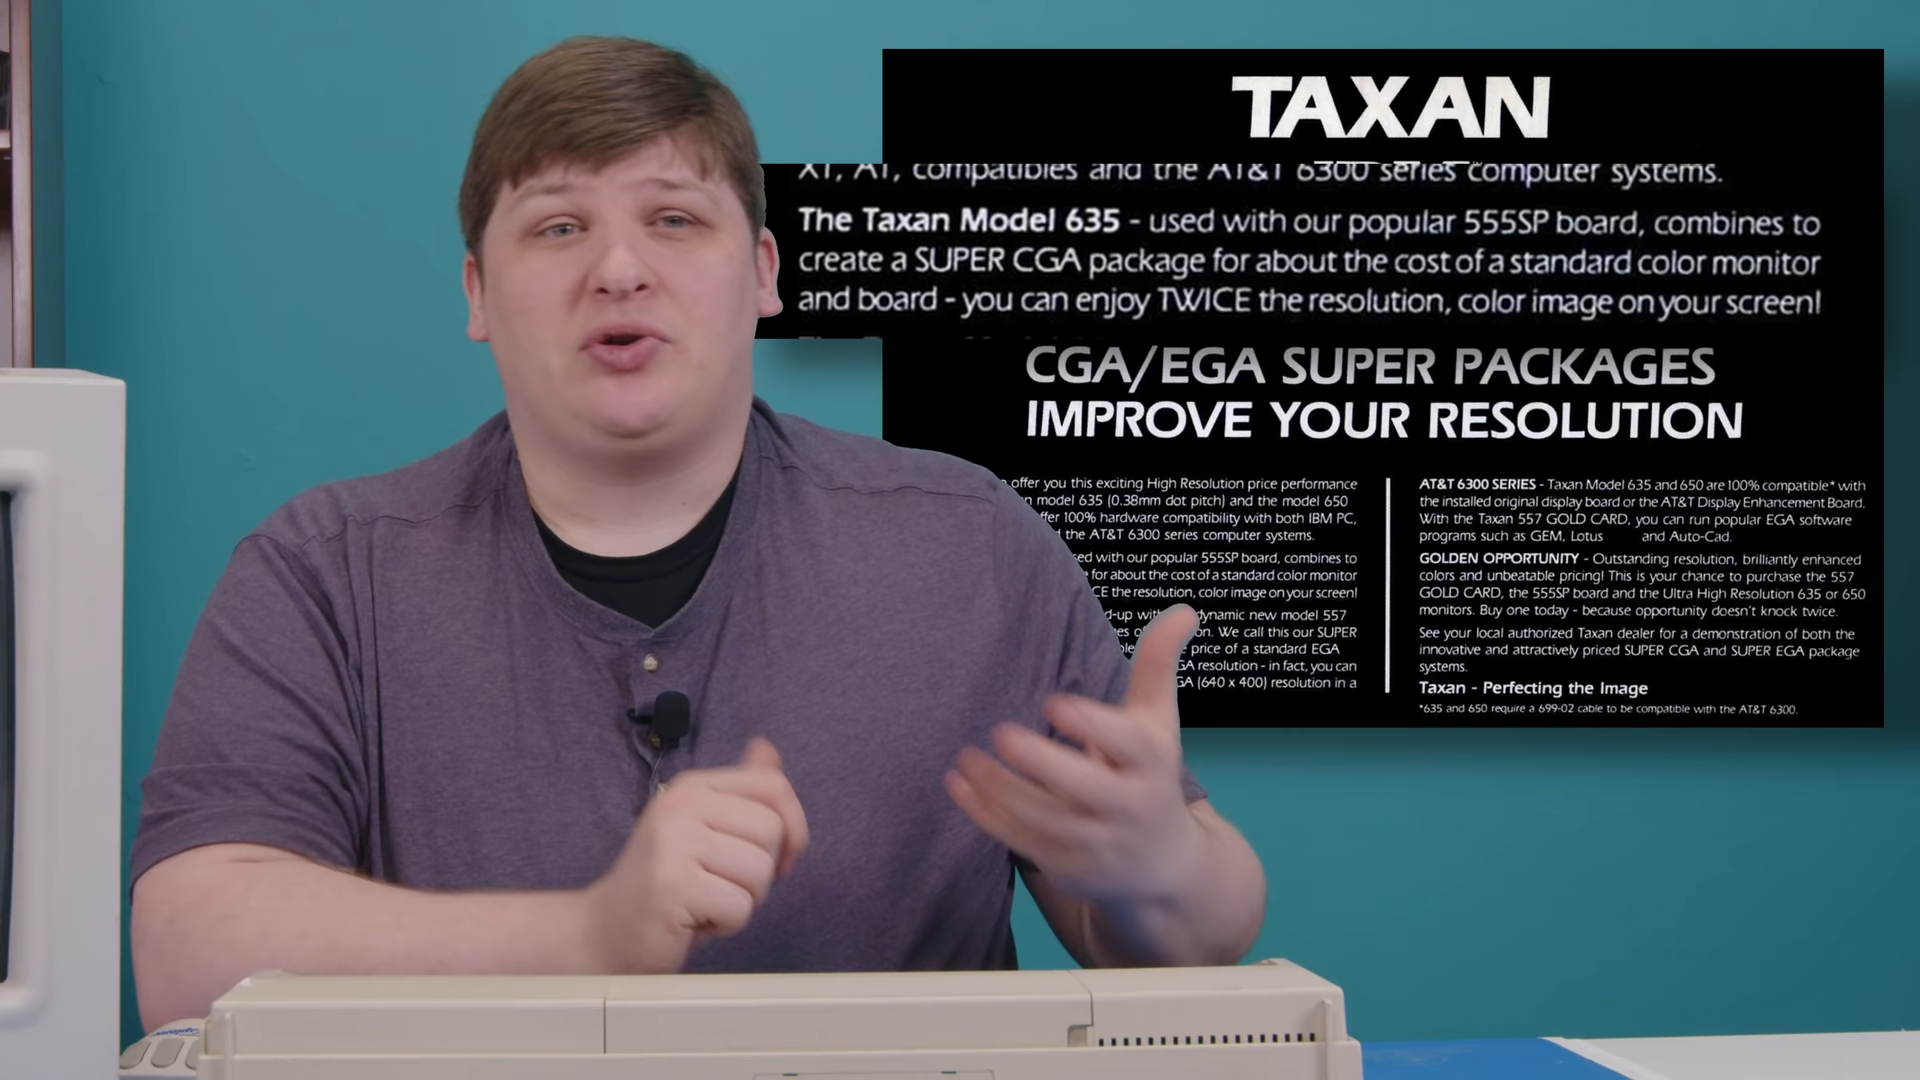 TAXAN
XT, AT, compatibles and the AT&T 6300 series computer systems.
The Taxan Model 635 - used with our popular 555SP board, combines to
create a SUPER CGA package for about the cost of a standard color monitor
and board - you can enjoy TWICE the resolution, color image on your screen!
CGA/EGA SUPER PACKAGES
IMPROVE YOUR RESOLUTION
offer you this exciting High Resolution price performance
model 635 (0.38mm dot pitch) and the model 650
100% hardware compatibility with both IBM PC,
the AT&T 6300 series computer systems.
with our popular 555SP board, combines to
for about the cost of a standard color monitor
the resolution, color image on your screen!
dynamic new model 557
We call this our SUPER
price of a standard EGA
resolution - in fact, you can
(640 x 400) resolution in a
AT&T 6300 SERIES - Taxan Model 635 and 650 are 100% compatible* with
the installed original display board or the AT&T Display Enhancement Board.
With the Taxan 557 GOLD CARD, you can run popular EGA software
programs such as GEM, Lotus and Auto-Cad.
GOLDEN OPPORTUNITY - Outstanding resolution, brilliantly enhanced
colors and unbeatable pricing! This is your chance to purchase the 557
GOLD CARD, the 555SP board and the Ultra High Resolution 635 or 650
monitors. Buy one today - because opportunity doesn't knock twice.
See your local authorized Taxan dealer for a demonstration of both the
innovative and attractively priced SUPER CGA and SUPER EGA package
systems.
Taxan - Perfecting the Image
*635 and 650 require a 699-02 cable to be compatible with the AT&T 6300.